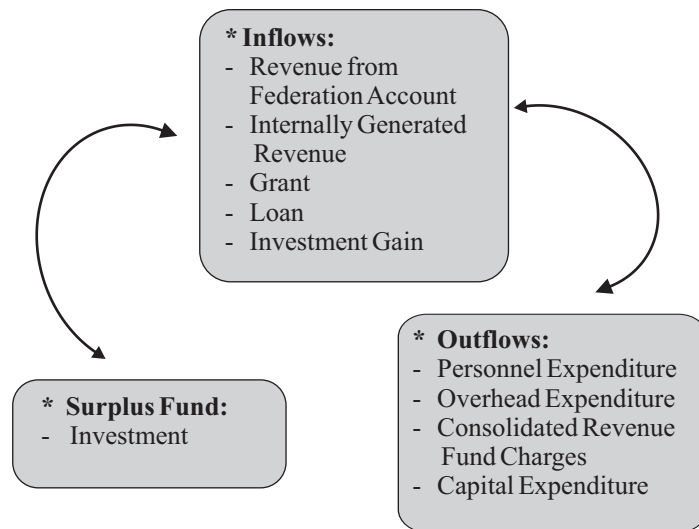 * Inflows:
- Revenue from
Federation Account
- Internally Generated
Revenue
- Grant
- Loan
- Investment Gain
* Outflows:
- Personnel Expenditure
- Overhead Expenditure
- Consolidated Revenue
Fund Charges
- Capital Expenditure
* Surplus Fund:
- Investment